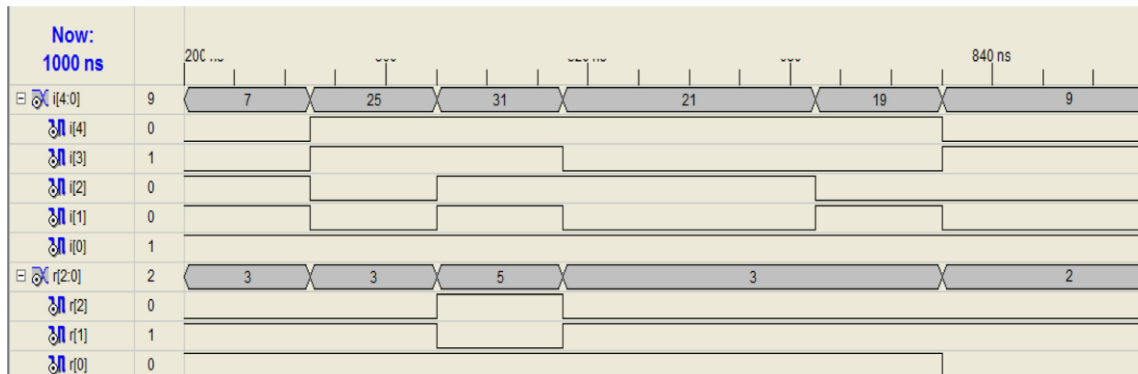 Now:
1000 ns
200
840 ns
i[4:0] 9 7 25 31 21 19 9
i[4] 0
i[3] 1
i[2] 0
i[1] 0
i[0] 1
r[2:0] 2 3 3 5 3 2
r[2] 0
r[1] 1
r[0] 0